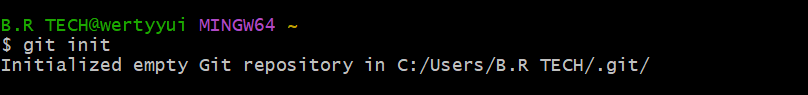 B.R TECH@wertyyui MINGW64 ~
$ git init
Initialized empty Git repository in C:/Users/B.R TECH/.git/